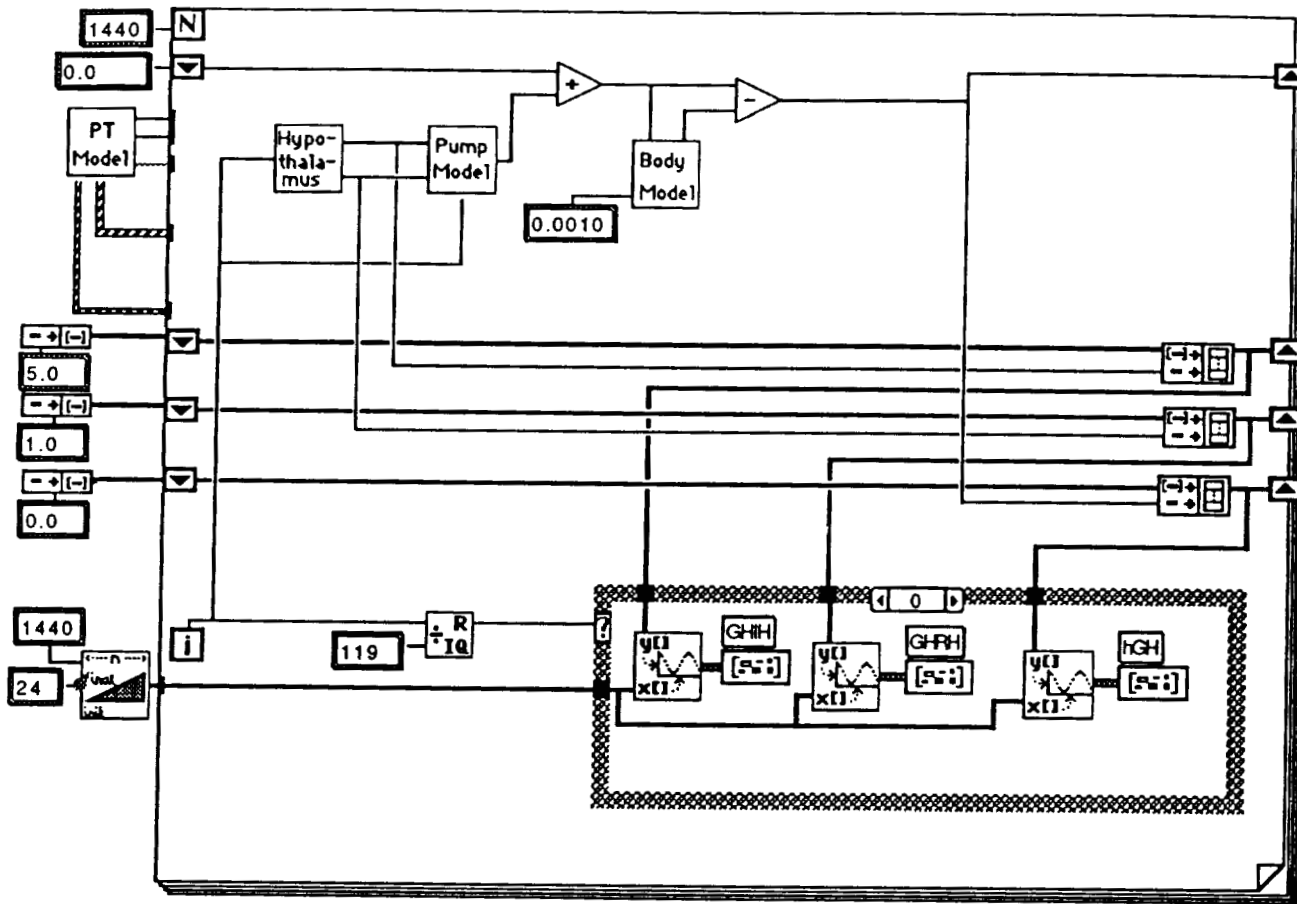 1440
N
0.0
+
-
PT
Model
Hypo-
thala-
mus
Pump
Model
Body
Model
0.0010
5.0
1.0
0.0
0
1440
i
R
÷
IQ
?
119
24
y[]
x[]
GHIH
y[]
x[]
GHRH
y[]
x[]
hGH